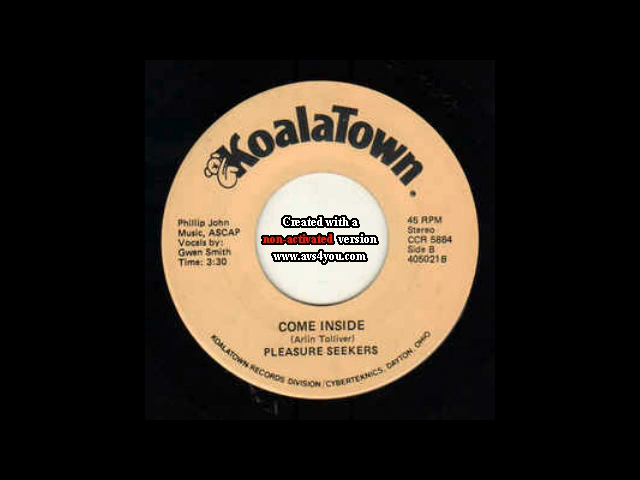 KoalaTown.
Phillip John
Music, ASCAP
Vocals by:
Gwen Smith
Time: 3:30
45 RPM
Stereo
CCR 5884
Side B
405021B
Created with a
non-activated version
www.avs4you.com
COME INSIDE
(Arlin Tolliver)
PLEASURE SEEKERS
KOALATOWN-RECORDS DIVISION/CYBERTEKNICS, DAYTON, OHIO